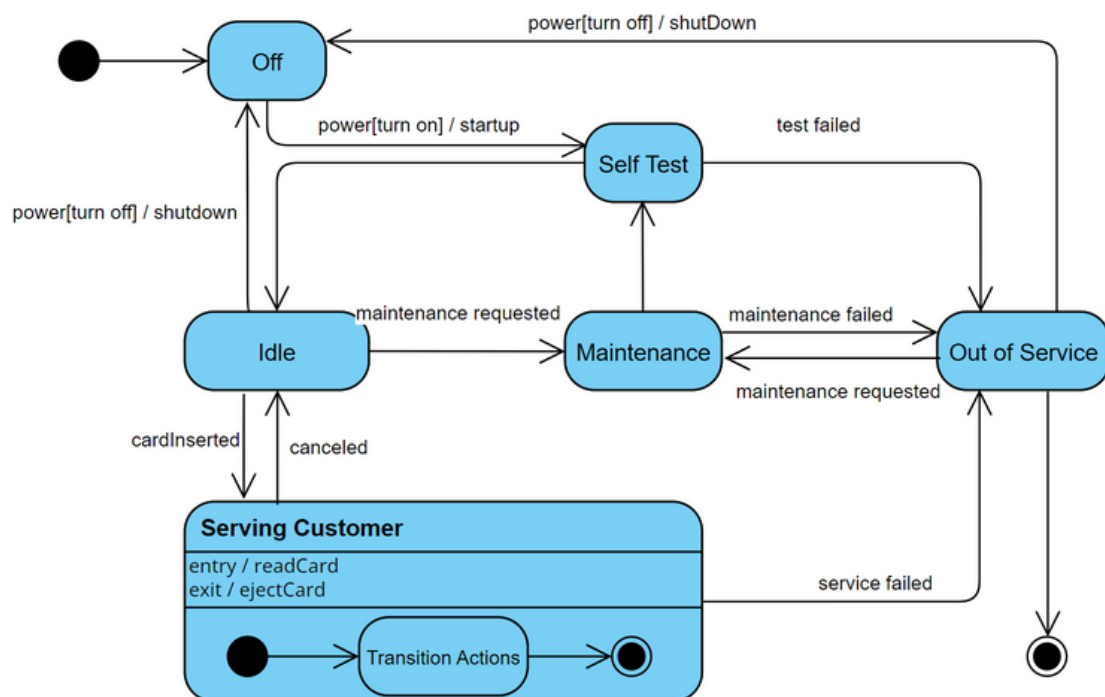 power[turn off] / shutDown
Off
power[turn on] / startup
test failed
Self Test
power[turn off] / shutdown
maintenance requested
maintenance failed
Idle
Maintenance
Out of Service
maintenance requested
cardInserted
canceled
Serving Customer
entry / readCard
exit / ejectCard
service failed
Transition Actions